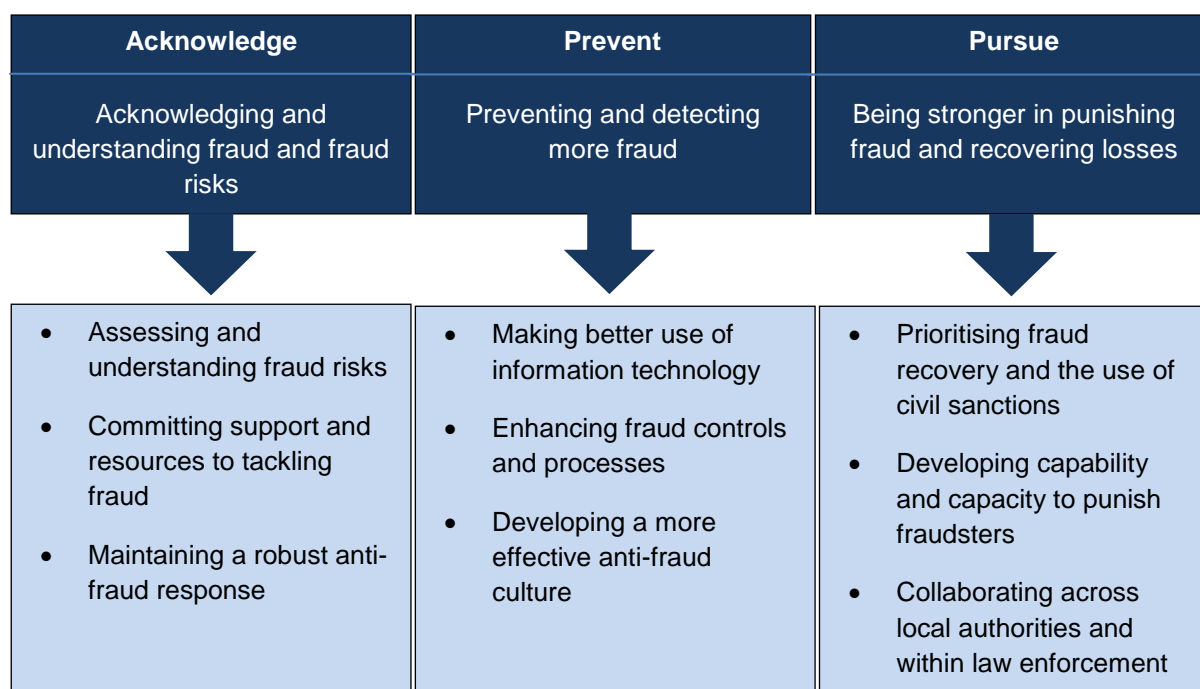 Acknowledge
Acknowledging and
understanding fraud and fraud
risks
• Assessing and
understanding fraud risks
• Committing support and
resources to tackling
fraud
• Maintaining a robust anti-
fraud response
Prevent
Preventing and detecting
more fraud
• Making better use of
information technology
• Enhancing fraud controls
and processes
• Developing a more
effective anti-fraud
culture
Pursue
Being stronger in punishing
fraud and recovering losses
• Prioritising fraud
recovery and the use of
civil sanctions
• Developing capability
and capacity to punish
fraudsters
• Collaborating across
local authorities and
within law enforcement